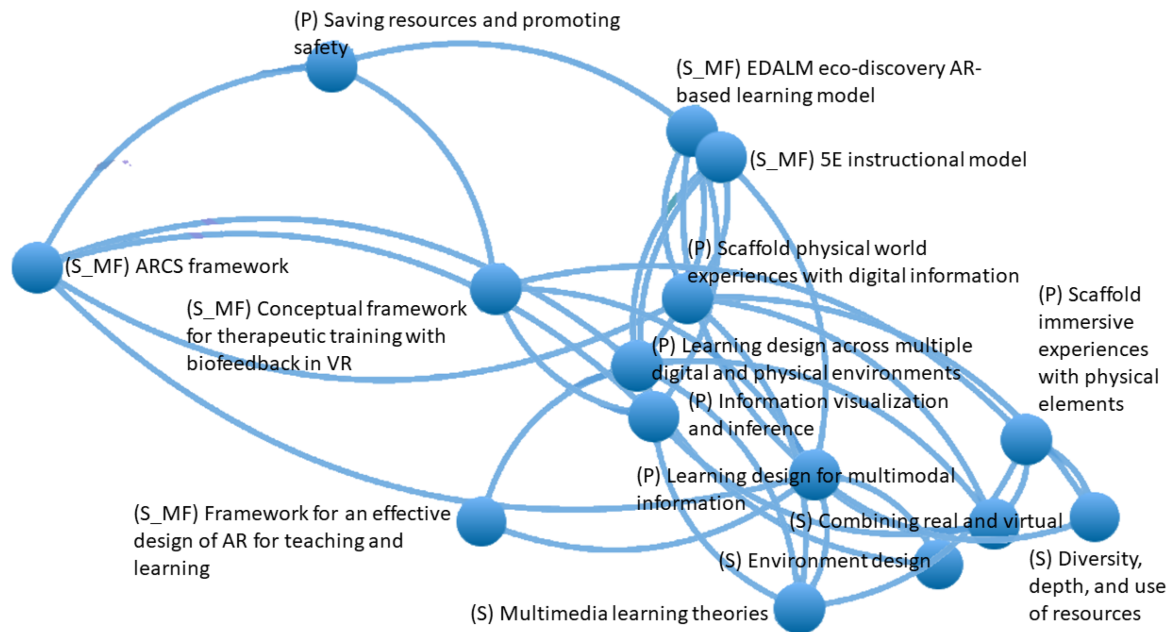 (P) Saving resources and promoting
safety
(S_MF) EDALM eco-discovery AR-
based learning model
(S_MF) 5E instructional model
(S_MF) ARCS framework
(P) Scaffold physical world
experiences with digital information
(S_MF) Conceptual framework
for therapeutic training with
biofeedback in VR
(P) Scaffold
immersive
experiences
with physical
elements
(P) Learning design across multiple
digital and physical environments
(P) Information visualization
and inference
(P) Learning design for multimodal
information
(S_MF) Framework for an effective
design of AR for teaching and
learning
(S) Combining real and virtual
(S) Environment design
(S) Diversity,
depth, and use
of resources
(S) Multimedia learning theories